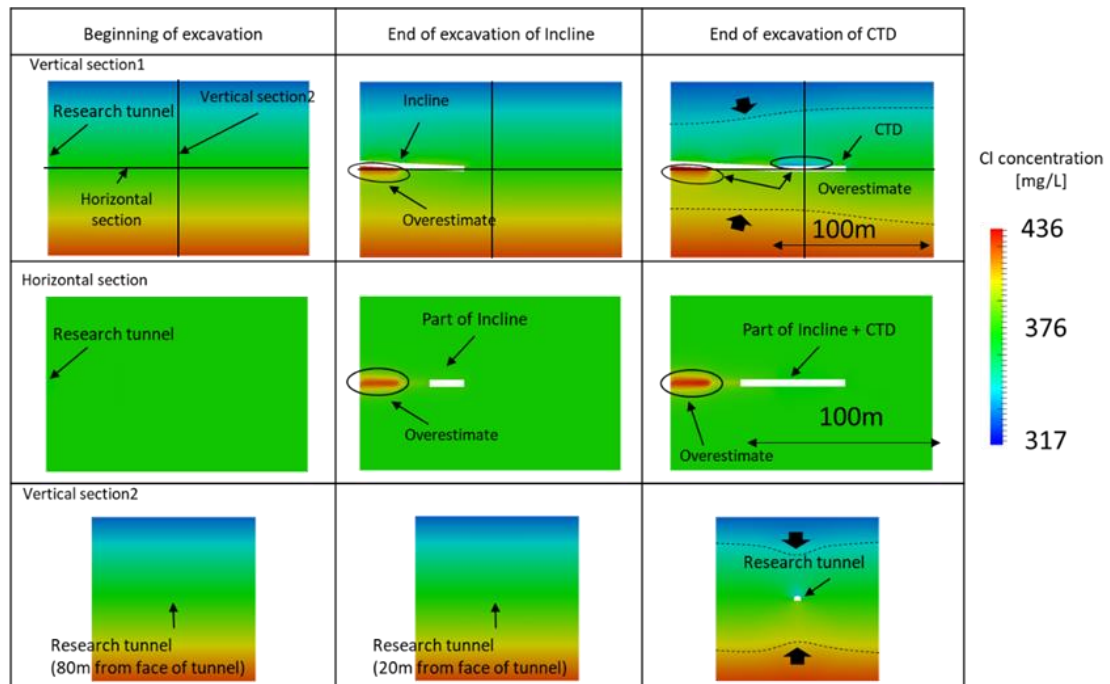 Beginning of excavation
End of excavation of Incline
End of excavation of CTD
Vertical section1
Research tunnel
Vertical section2
Horizontal
section
Incline
Overestimate
CTD
Overestimate
100m
Cl concentration
[mg/L]
436
376
317
Horizontal section
Research tunnel
Part of Incline
Overestimate
Part of Incline + CTD
100m
Overestimate
Vertical section2
Research tunnel
(80m from face of tunnel)
Research tunnel
(20m from face of tunnel)
Research tunnel